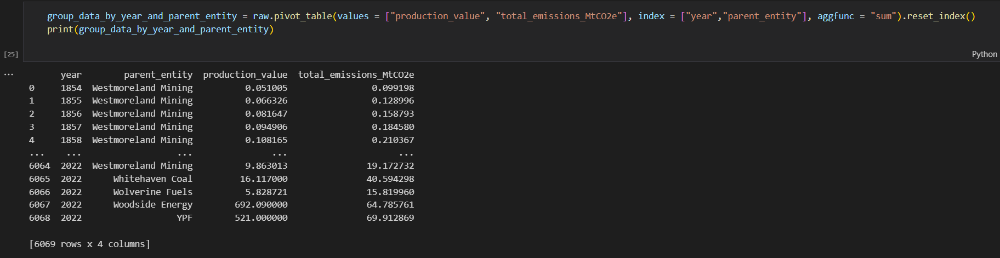 group_data_by_year_and_parent_entity = raw.pivot_table(values = ["production_value", "total_emissions_MtCO2e"], index = ["year","parent_entity"], aggfunc = "sum").reset_index()
print(group_data_by_year_and_parent_entity)
[25]
Python
...
year parent_entity production_value total_emissions_MtCO2e
0 1854 Westmoreland Mining 0.051005 0.099198
1 1855 Westmoreland Mining 0.066326 0.128996
2 1856 Westmoreland Mining 0.081647 0.158793
3 1857 Westmoreland Mining 0.094906 0.184580
4 1858 Westmoreland Mining 0.108165 0.210367
... ... ... ... ...
6064 2022 Westmoreland Mining 9.863013 19.172732
6065 2022 Whitehaven Coal 16.117000 40.594298
6066 2022 Wolverine Fuels 5.828721 15.819960
6067 2022 Woodside Energy 692.090000 64.785761
6068 2022 YPF 521.000000 69.912869
[6069 rows x 4 columns]